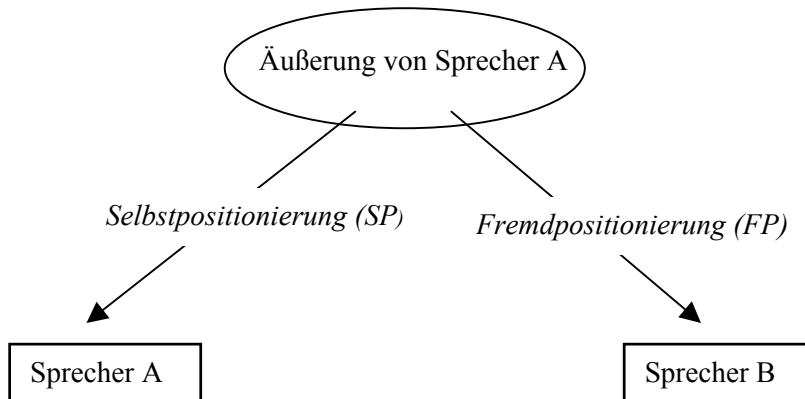 Äußerung von Sprecher A
Selbstpositionierung (SP)
Fremdpositionierung (FP)
Sprecher A
Sprecher B